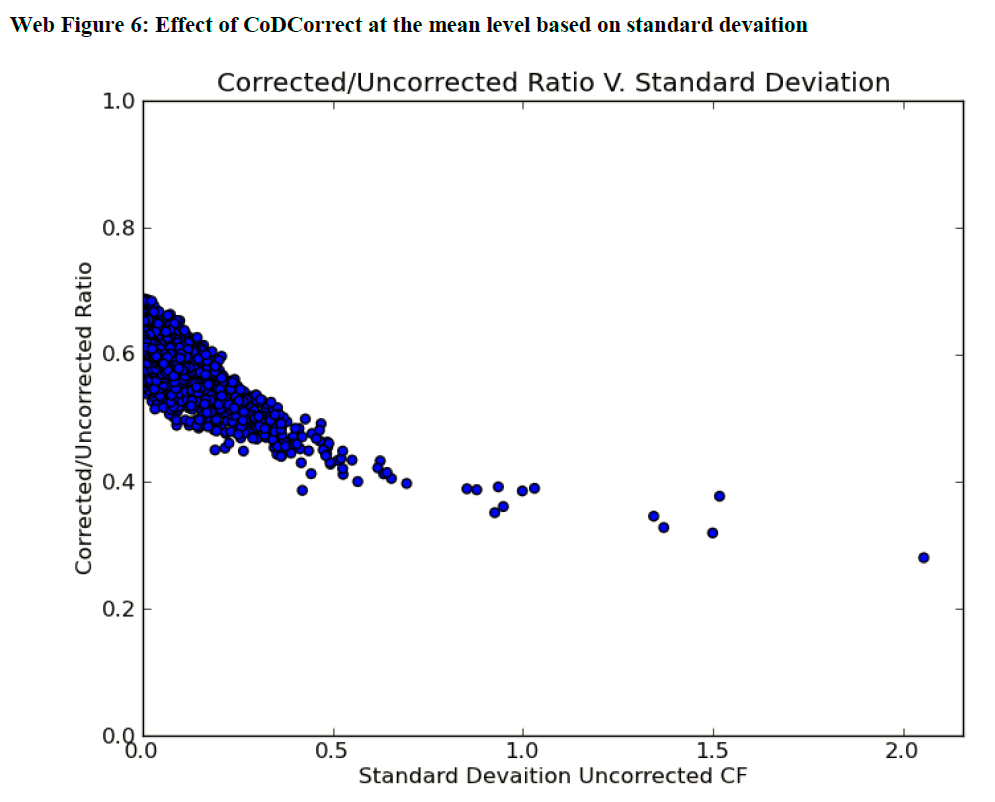 Web Figure 6: Effect of CoDCorrect at the mean level based on standard devaition
Corrected/Uncorrected Ratio V. Standard Deviation
1.0
0.8
0.6
0.4
0.2
0.0
Corrected/Uncorrected Ratio
0.0 0.5 1.0 1.5 2.0
Standard Devaition Uncorrected CF